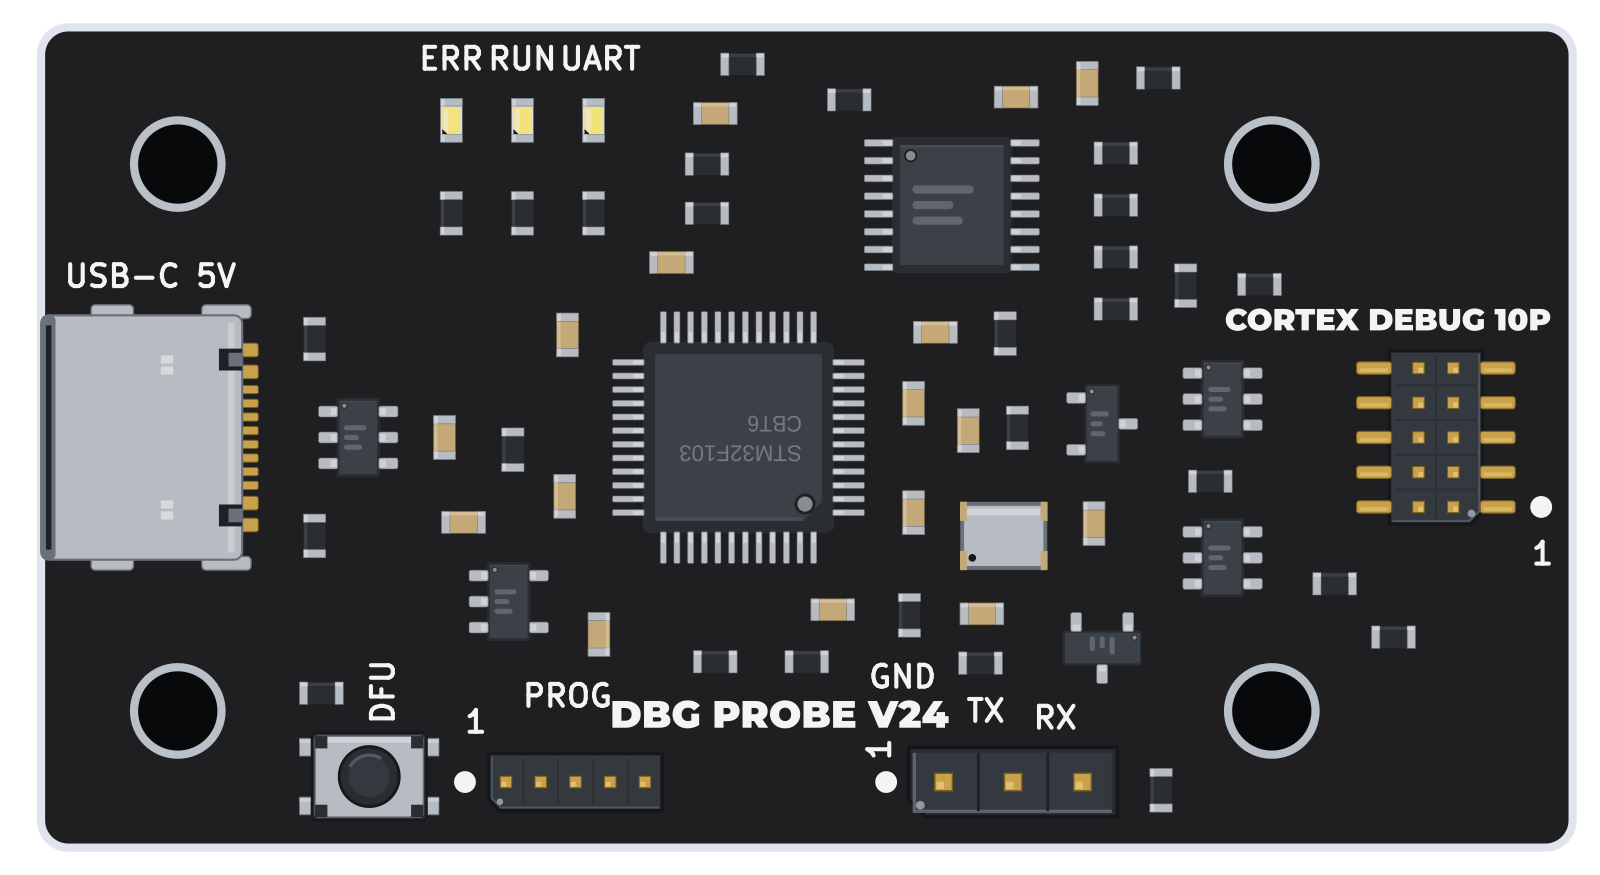 ERR RUN UART
USB-C 5V
CORTEX DEBUG 10P
STM32F103
CBT6
1
DFU
PROG
GND
1
DBG PROBE V24
TX
RX
1